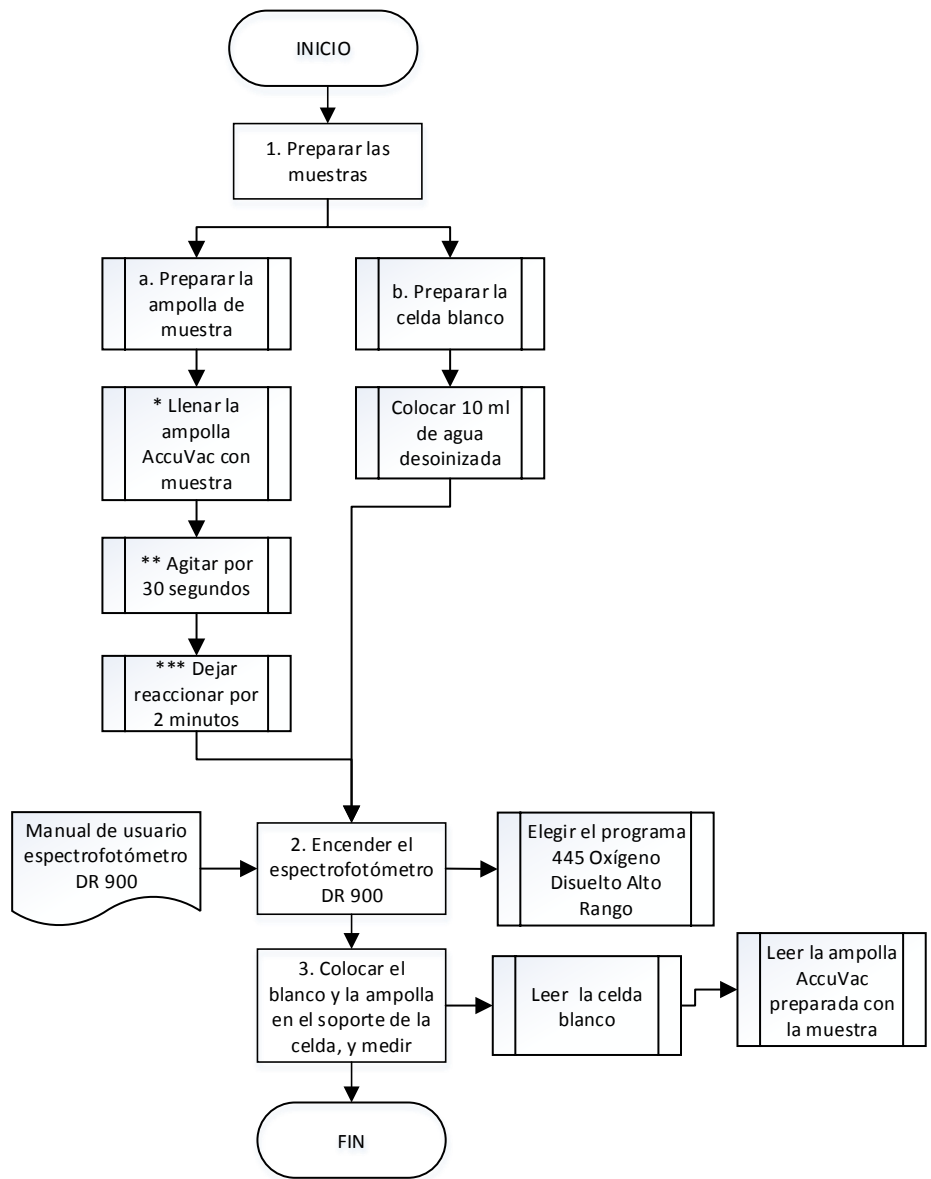 INICIO
1. Preparar las
muestras
a. Preparar la
ampolla de
muestra
b. Preparar la
celda blanco
* Llenar la
ampolla
AccuVac con
muestra
Colocar 10 ml
de agua
desoinizada
** Agitar por
30 segundos
*** Dejar
reaccionar por
2 minutos
Manual de usuario
espectrofotómetro
DR 900
2. Encender el
espectrofotómetro
DR 900
Elegir el programa
445 Oxígeno
Disuelto Alto
Rango
3. Colocar el
blanco y la ampolla
en el soporte de la
celda, y medir
Leer la celda
blanco
Leer la ampolla
AccuVac
preparada con
la muestra
FIN